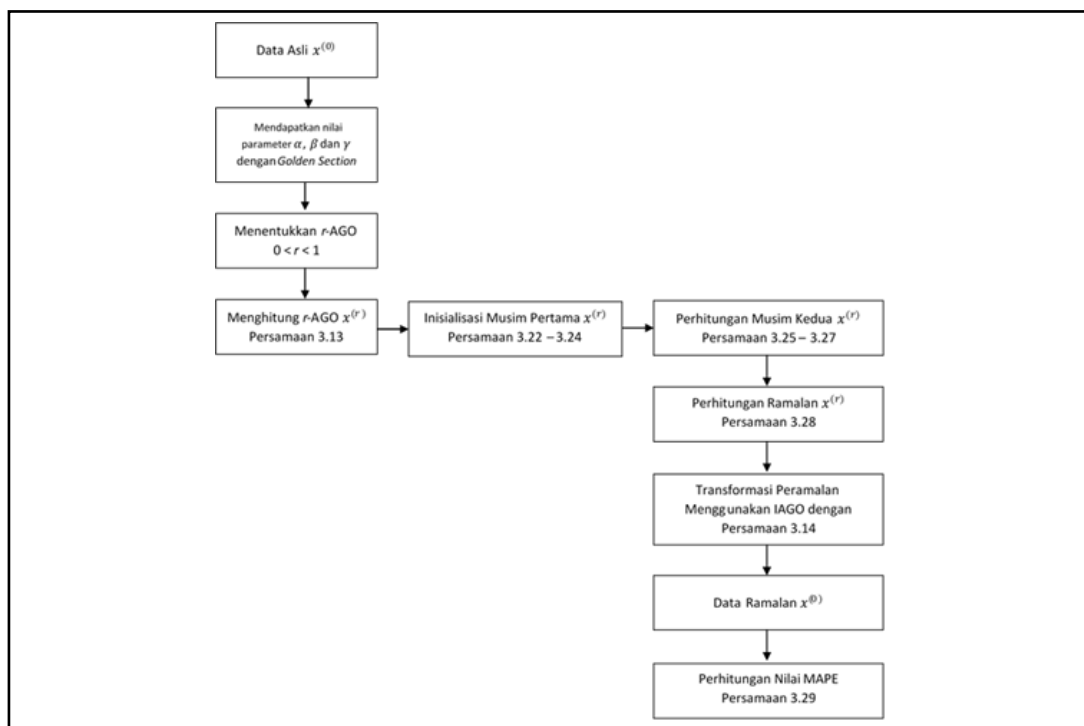 Data Asli x⁽⁰⁾
Mendapatkan nilai
parameter α, β dan γ
dengan Golden Section
Menentukkan r-AGO
0 < r < 1
Menghitung r-AGO x⁽ʳ⁾
Persamaan 3.13
Inisialisasi Musim Pertama x⁽ʳ⁾
Persamaan 3.22 – 3.24
Perhitungan Musim Kedua x⁽ʳ⁾
Persamaan 3.25 – 3.27
Perhitungan Ramalan x⁽ʳ⁾
Persamaan 3.28
Transformasi Peramalan
Menggunakan IAGO dengan
Persamaan 3.14
Data Ramalan x⁽⁰⁾
Perhitungan Nilai MAPE
Persamaan 3.29